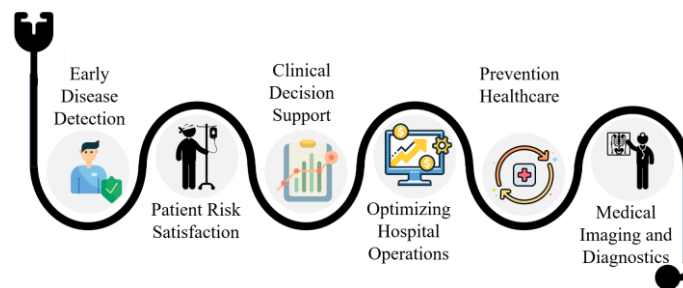 Early
Disease
Detection
Patient Risk
Satisfaction
Clinical
Decision
Support
Optimizing
Hospital
Operations
Prevention
Healthcare
Medical
Imaging and
Diagnostics